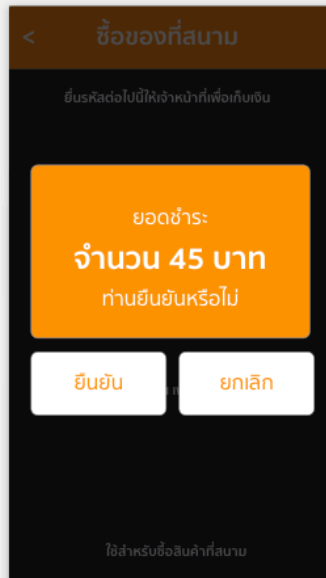 < ซื้อของที่สนาม
ยื่นรหัสต่อไปนี้ให้เจ้าหน้าที่เพื่อเก็บเงิน
ยอดชำระ
จำนวน 45 บาท
ท่านยืนยันหรือไม่
ยืนยัน ยกเลิก
ใช้สำหรับซื้อสินค้าที่สนาม